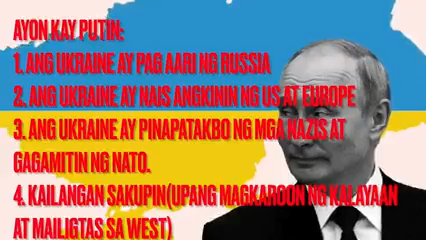 AYON KAY PUTIN:
1. ANG UKRAINE AY PAG AARI NG RUSSIA
2. ANG UKRAINE AY NAIS ANGKININ NG US AT EUROPE
3. ANG UKRAINE AY PINAPATAKBO NG MGA NAZIS AT
GAGAMITIN NG NATO.
4. KAILANGAN SAKUPIN(UPANG MAGKAROON NG KALAYAAN
AT MAILIGTAS SA WEST)